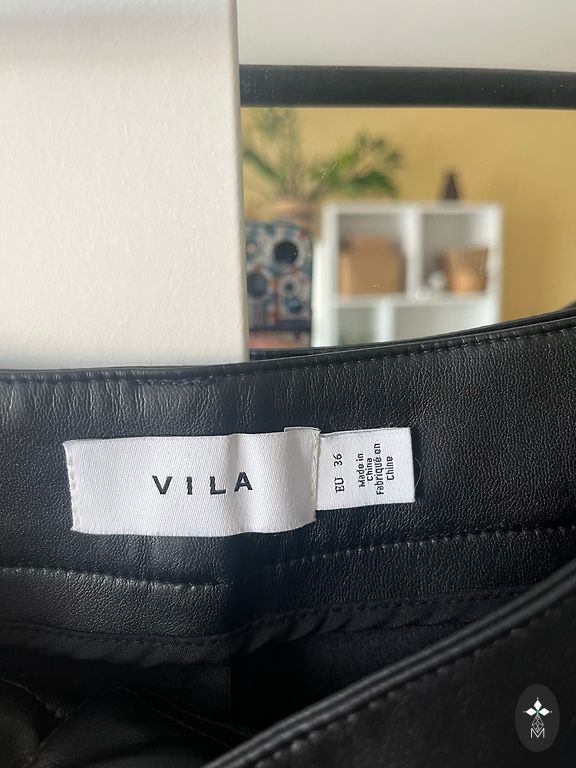 VILA
EU 36
Made in
China
Fabriqué en
Chine
M